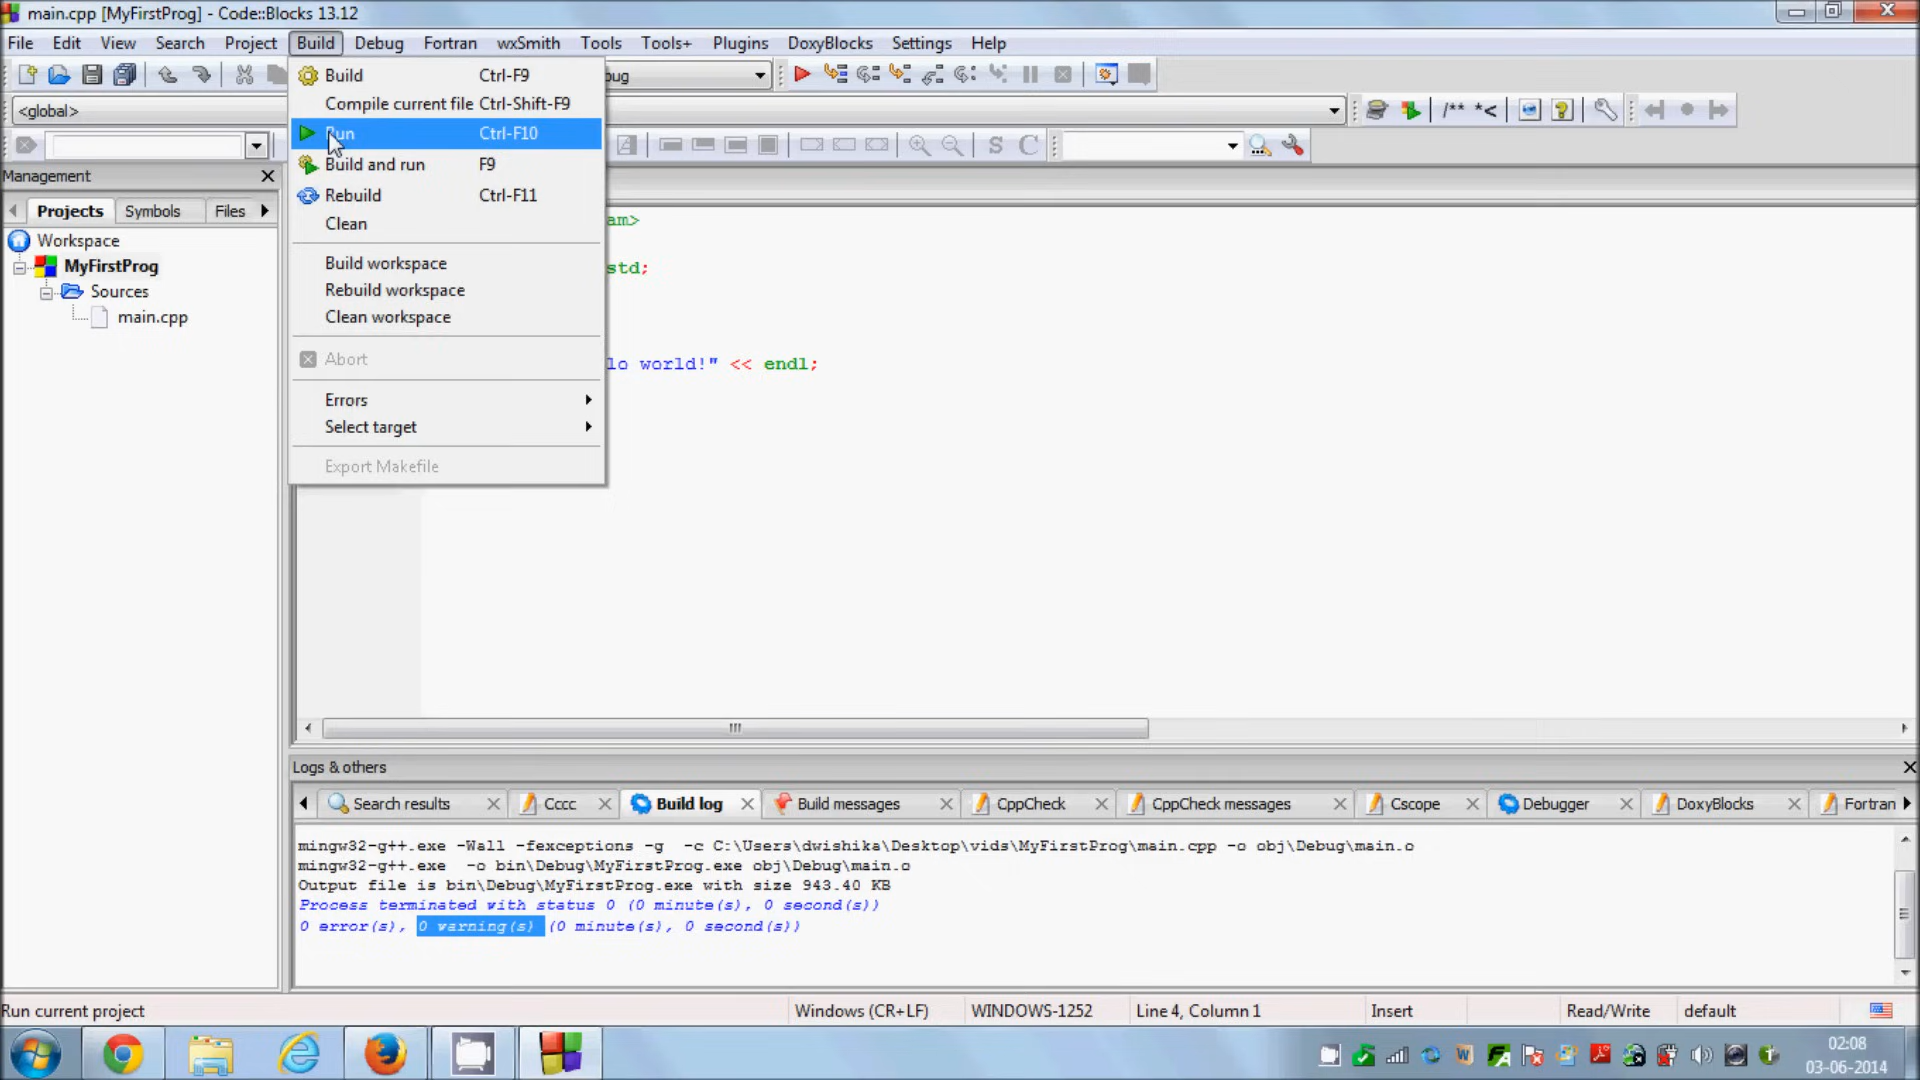 main.cpp [MyFirstProg] - Code::Blocks 13.12
File Edit View Search Project Build Debug Fortran wxSmith Tools Tools+ Plugins DoxyBlocks Settings Help
Build Ctrl-F9
Compile current file Ctrl-Shift-F9
Run Ctrl-F10
Build and run F9
Rebuild Ctrl-F11
Clean
Build workspace
Rebuild workspace
Clean workspace
Abort
Errors
Select target
Export Makefile
bug
<global>
/** *<
S C
Management
Projects Symbols Files
Workspace
MyFirstProg
Sources
main.cpp
am>
std;
lo world!" << endl;
Logs & others
Search results Cccc Build log Build messages CppCheck CppCheck messages Cscope Debugger DoxyBlocks Fortran
mingw32-g++.exe -Wall -fexceptions -g -c C:\Users\dwishika\Desktop\vids\MyFirstProg\main.cpp -o obj\Debug\main.o
mingw32-g++.exe -o bin\Debug\MyFirstProg.exe obj\Debug\main.o
Output file is bin\Debug\MyFirstProg.exe with size 943.40 KB
Process terminated with status 0 (0 minute(s), 0 second(s))
0 error(s), 0 warning(s) (0 minute(s), 0 second(s))
Run current project Windows (CR+LF) WINDOWS-1252 Line 4, Column 1 Insert Read/Write default
02:08
03-06-2014